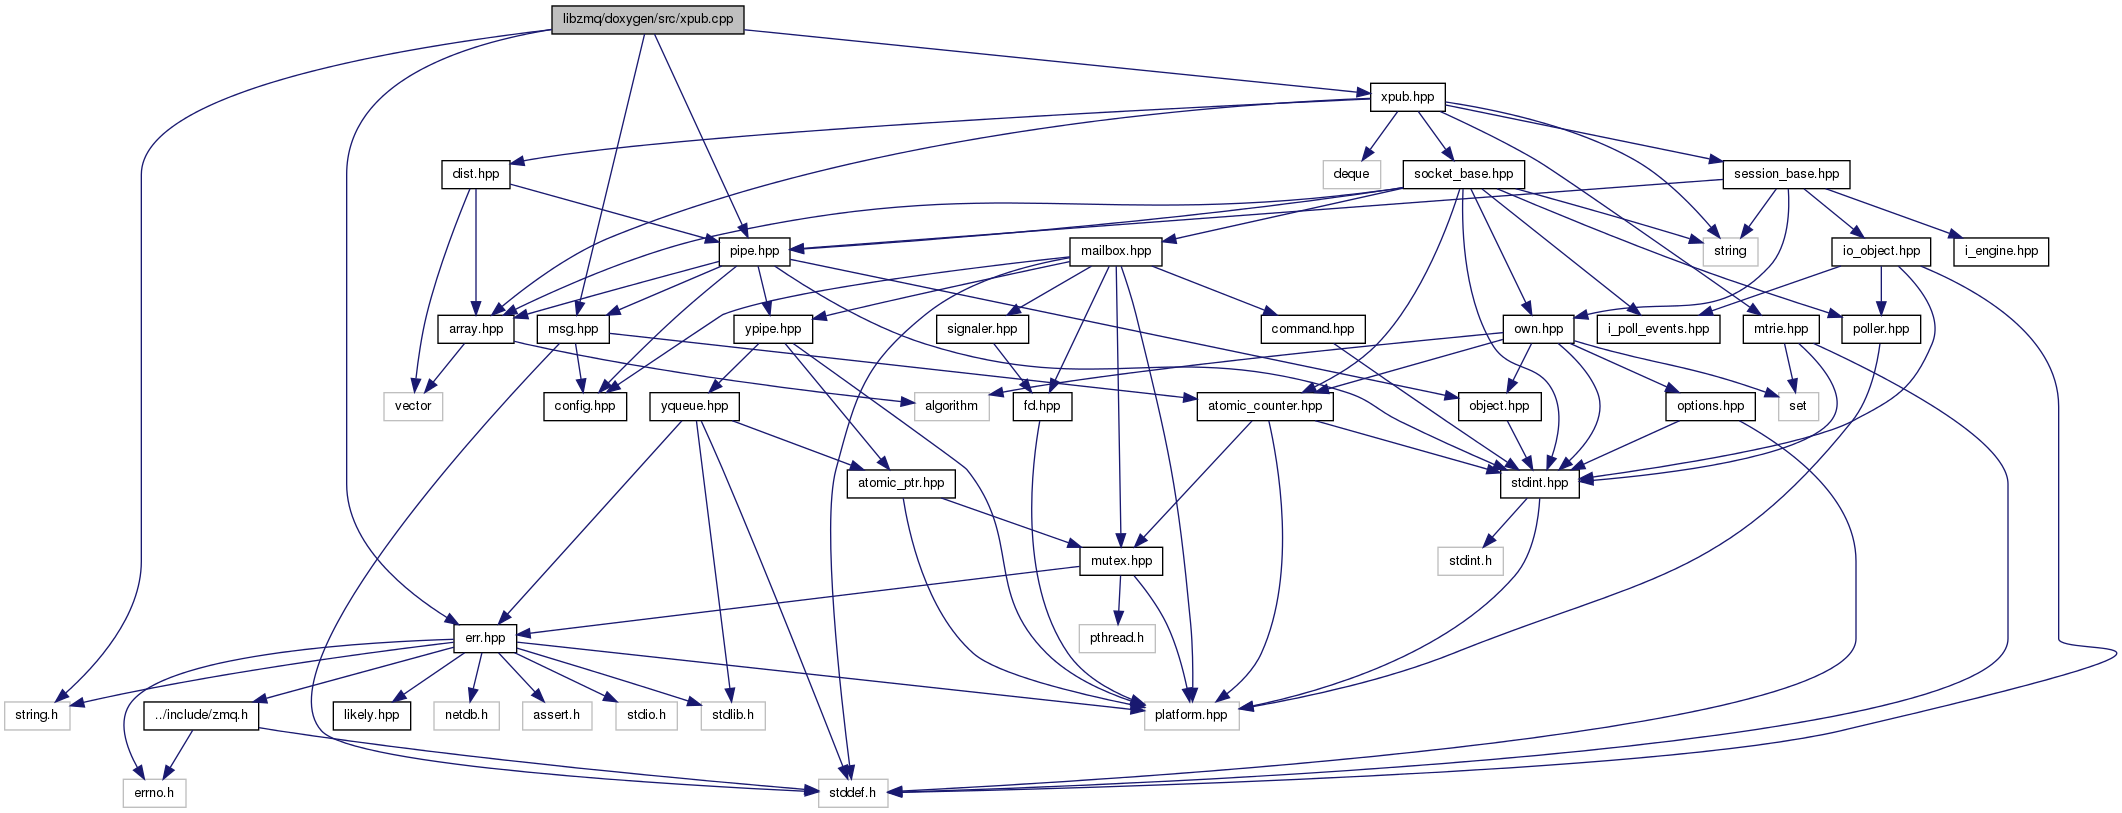 libzmq/doxygen/src/xpub.cpp
xpub.hpp
dist.hpp
deque
socket_base.hpp
session_base.hpp
pipe.hpp
mailbox.hpp
string
io_object.hpp
i_engine.hpp
array.hpp
msg.hpp
ypipe.hpp
signaler.hpp
command.hpp
own.hpp
i_poll_events.hpp
mtrie.hpp
poller.hpp
vector
config.hpp
yqueue.hpp
algorithm
fd.hpp
atomic_counter.hpp
object.hpp
options.hpp
set
atomic_ptr.hpp
stdint.hpp
mutex.hpp
stdint.h
err.hpp
pthread.h
string.h
../include/zmq.h
likely.hpp
netdb.h
assert.h
stdio.h
stdlib.h
platform.hpp
errno.h
stddef.h